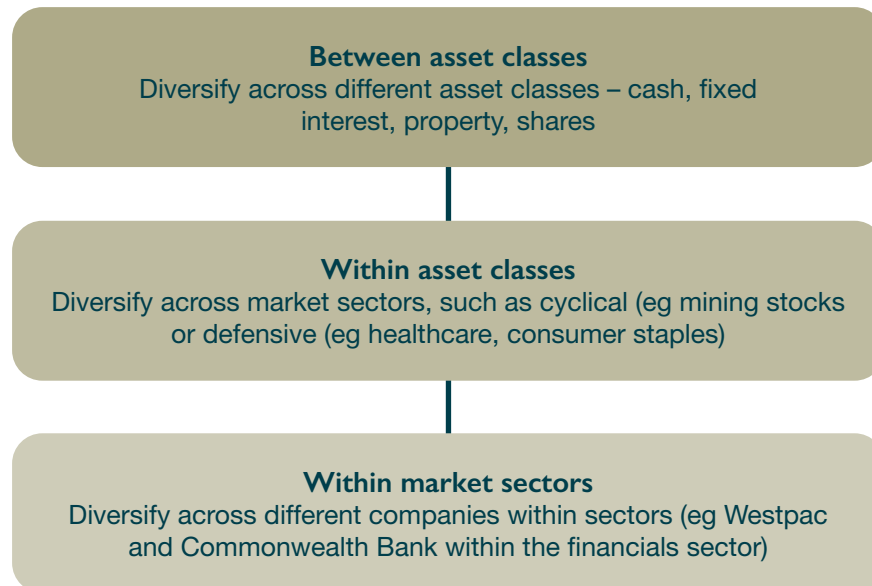 Between asset classes
Diversify across different asset classes – cash, fixed
interest, property, shares
Within asset classes
Diversify across market sectors, such as cyclical (eg mining stocks
or defensive (eg healthcare, consumer staples)
Within market sectors
Diversify across different companies within sectors (eg Westpac
and Commonwealth Bank within the financials sector)